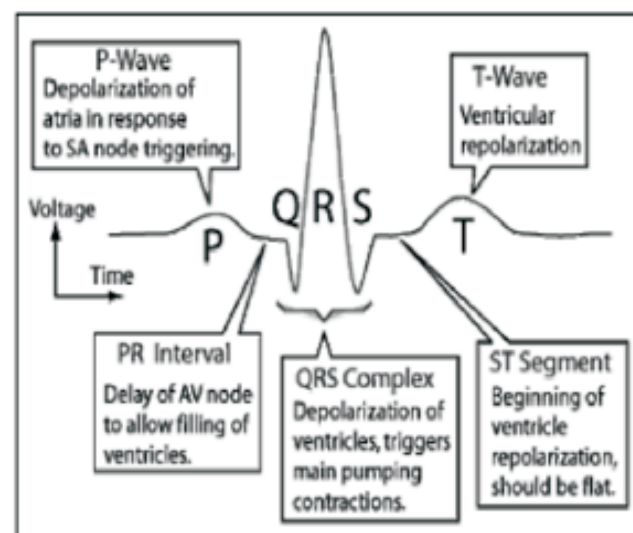 P-Wave
Depolarization of
atria in response
to SA node triggering.
T-Wave
Ventricular
repolarization
Voltage
Time
P
Q R S
T
PR Interval
Delay of AV node
to allow filling of
ventricles.
QRS Complex
Depolarization of
ventricles, triggers
main pumping
contractions.
ST Segment
Beginning of
ventricle
repolarization,
should be flat.